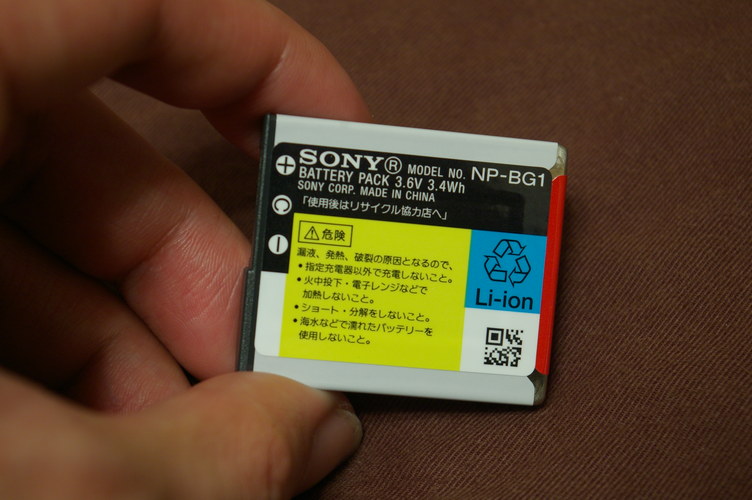 SONY® MODEL NO. NP-BG1
BATTERY PACK 3.6V 3.4Wh
SONY CORP. MADE IN CHINA
「使用後はリサイクル協力店へ」
⚠危険
漏液、発熱、破裂の原因となるので、
•指定充電器以外で充電しないこと。
•火中投下・電子レンジなどで
加熱しないこと。
•ショート・分解をしないこと。
•海水などで濡れたバッテリーを
使用しないこと。
Li-ion
+
C
−